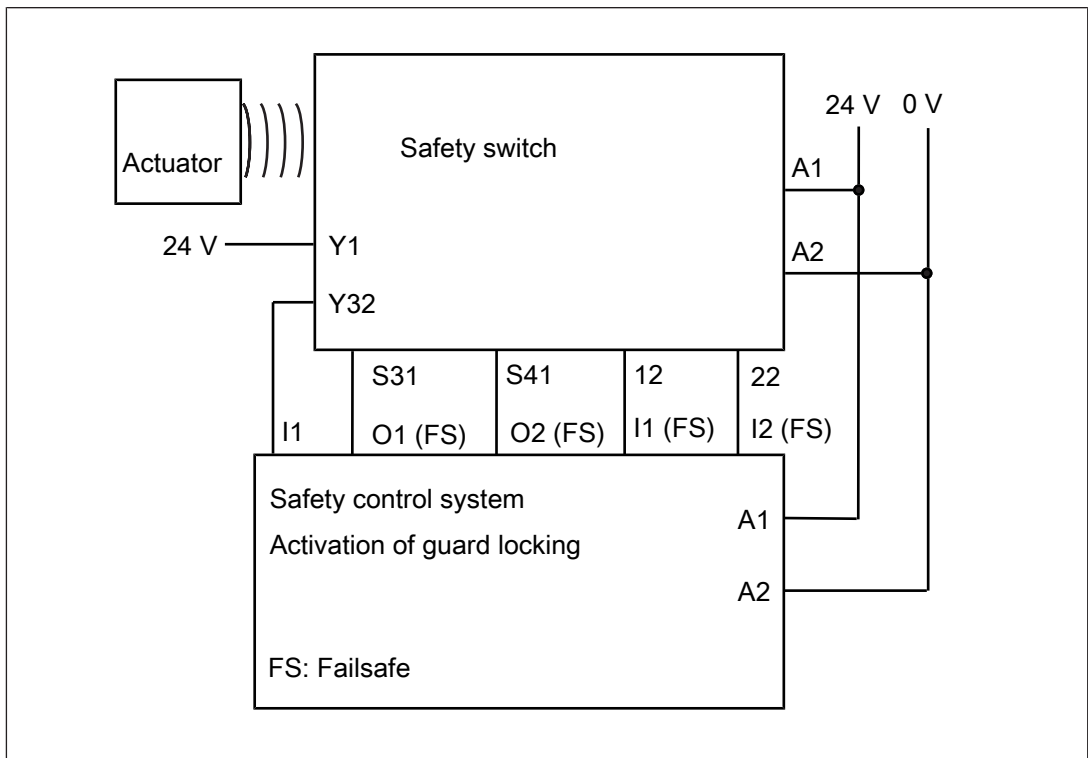 24 V
0 V
Actuator
Safety switch
A1
24 V
Y1
A2
Y32
S31
S41
12
22
I1
O1 (FS)
O2 (FS)
I1 (FS)
I2 (FS)
Safety control system
A1
Activation of guard locking
A2
FS: Failsafe